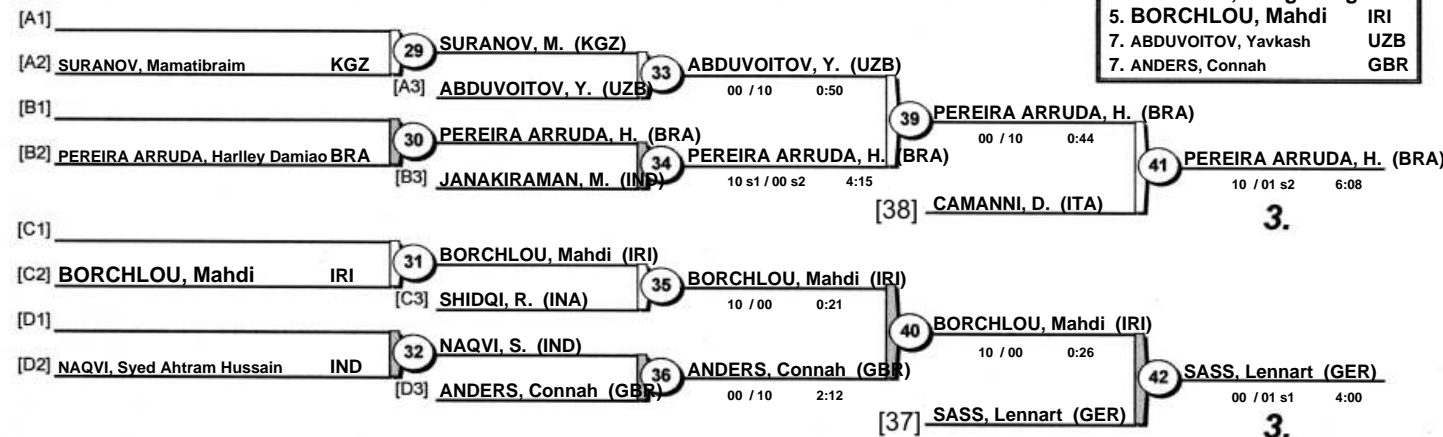 5. BORCHLOU, Mahdi IRI
7. ABDUVOITOV, Yavkash UZB
7. ANDERS, Connah GBR
[A1]
[A2] SURANOV, Mamatibraim KGZ
29 SURANOV, M. (KGZ)
[A3] ABDUVOITOV, Y. (UZB)
33 ABDUVOITOV, Y. (UZB)
00 / 10 0:50
[B1]
[B2] PEREIRA ARRUDA, Harlley Damiao BRA
30 PEREIRA ARRUDA, H. (BRA)
[B3] JANAKIRAMAN, M. (IND)
34 PEREIRA ARRUDA, H. (BRA)
10 s1 / 00 s2 4:15
39 PEREIRA ARRUDA, H. (BRA)
00 / 10 0:44
[38] CAMANNI, D. (ITA)
41 PEREIRA ARRUDA, H. (BRA)
10 / 01 s2 6:08
3.
[C1]
[C2] BORCHLOU, Mahdi IRI
31 BORCHLOU, Mahdi (IRI)
[C3] SHIDQI, R. (INA)
35 BORCHLOU, Mahdi (IRI)
10 / 00 0:21
[D1]
[D2] NAQVI, Syed Ahtram Hussain IND
32 NAQVI, S. (IND)
[D3] ANDERS, Connah (GBR)
36 ANDERS, Connah (GBR)
00 / 10 2:12
40 BORCHLOU, Mahdi (IRI)
10 / 00 0:26
[37] SASS, Lennart (GER)
42 SASS, Lennart (GER)
00 / 01 s1 4:00
3.